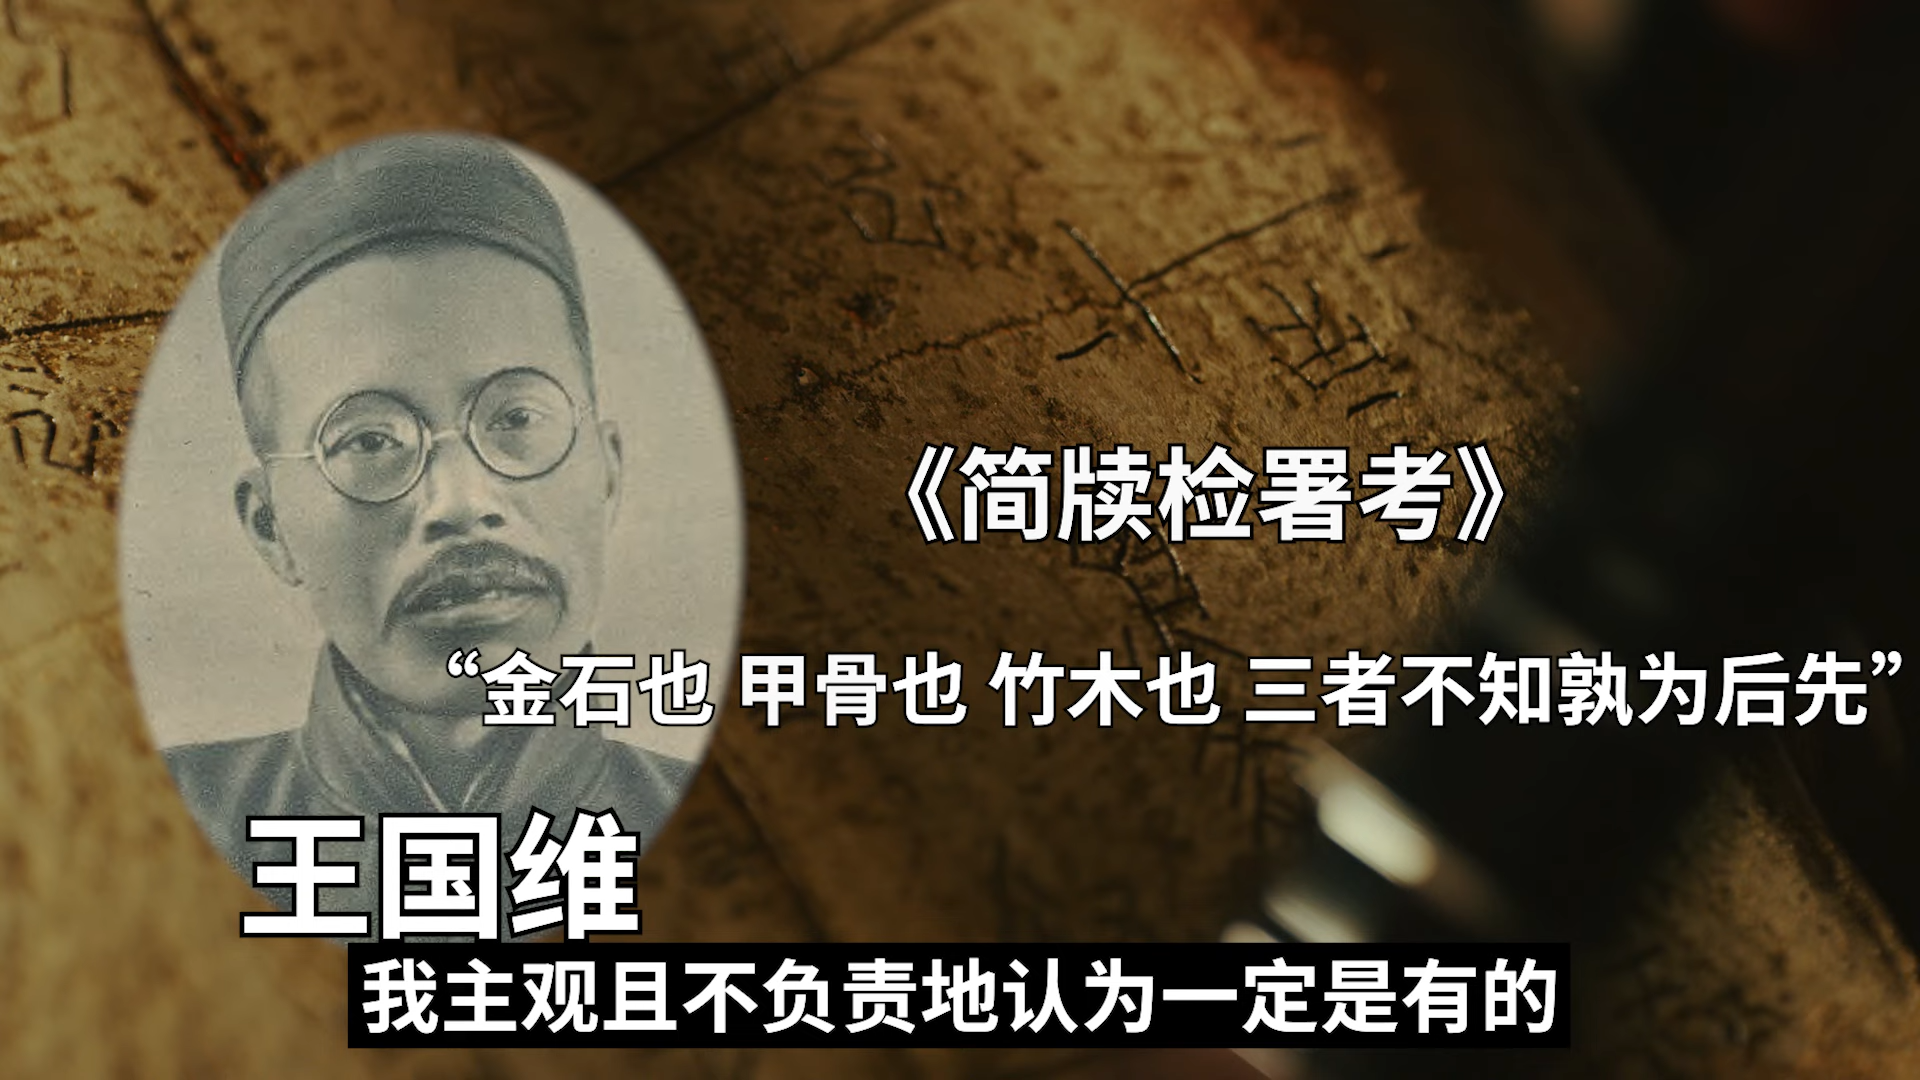 《简牍检署考》
“金石也 甲骨也 竹木也 三者不知孰为后先”
王国维
我主观且不负责地认为一定是有的